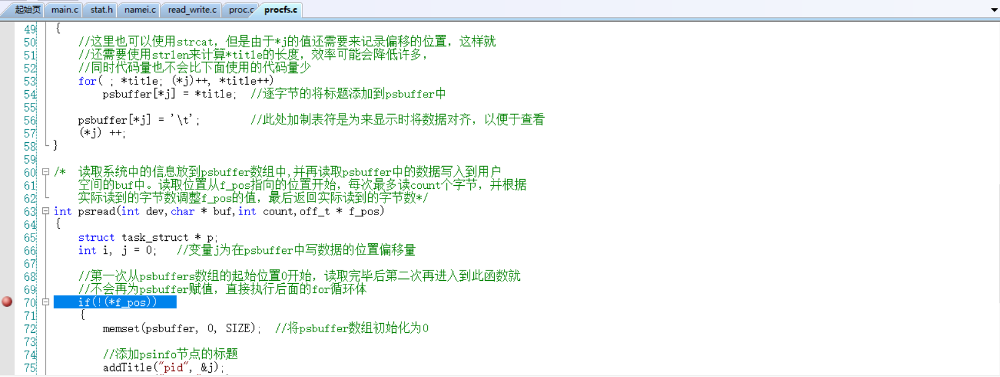 起始页 main.c stat.h namei.c read_write.c proc.c procfs.c
49 {
50 //这里也可以使用strcat，但是由于*j的值还需要来记录偏移的位置，这样就
51 //还需要使用strlen来计算*title的长度，效率可能会降低许多，
52 //同时代码量也不会比下面使用的代码量少
53 for( ; *title; (*j)++, *title++)
54 psbuffer[*j] = *title; //逐字节的将标题添加到psbuffer中
55
56 psbuffer[*j] = '\t'; //此处加制表符是为来显示时将数据对齐，以便于查看
57 (*j) ++;
58 }
59
60 /* 读取系统中的信息放到psbuffer数组中,并再读取psbuffer中的数据写入到用户
61 空间的buf中。读取位置从f_pos指向的位置开始，每次最多读count个字节，并根据
62 实际读到的字节数调整f_pos的值，最后返回实际读到的字节数*/
63 int psread(int dev,char * buf,int count,off_t * f_pos)
64 {
65 struct task_struct * p;
66 int i, j = 0; //变量j为在psbuffer中写数据的位置偏移量
67
68 //第一次从psbuffers数组的起始位置0开始，读取完毕后第二次再进入到此函数就
69 //不会再为psbuffer赋值，直接执行后面的for循环体
70 if(!(*f_pos))
71 {
72 memset(psbuffer, 0, SIZE); //将psbuffer数组初始化为0
73
74 //添加psinfo节点的标题
75 addTitle("pid", &j);